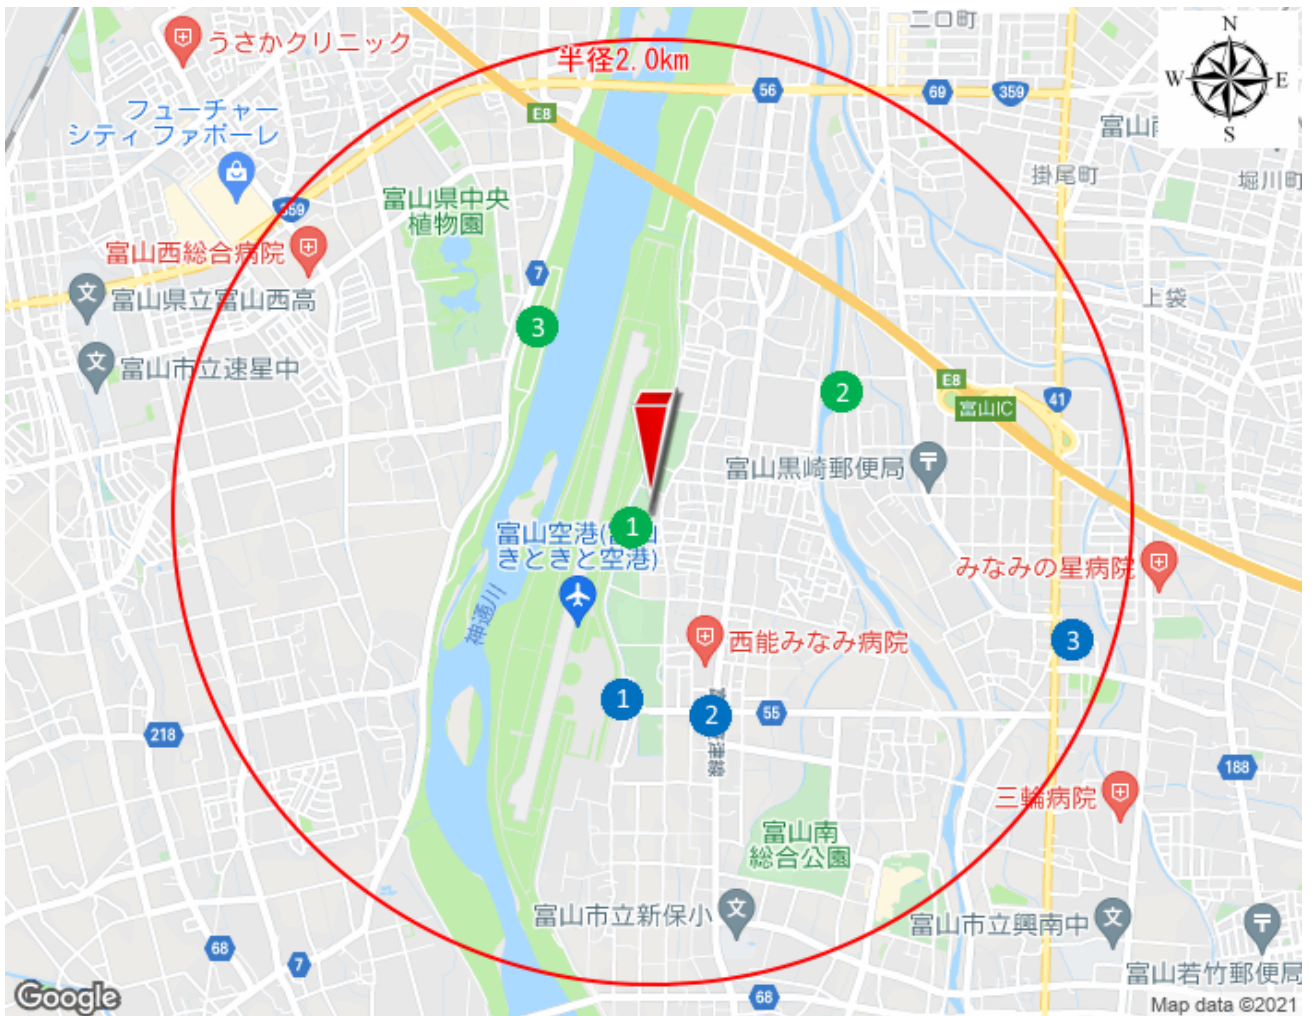 二口町
N
うさかクリニック
半径2.0km
W
E
56
69
359
フューチャー
シティ ファボーレ
E8
S
掛尾町
堀川町
富山県中央
植物園
359
富山西総合病院
7
富山県立富山西高
上袋
3
富山市立速星中
E8
2
41
富山IC
富山黒崎郵便局
1
富山空港(富山
きときと空港)
みなみの星病院
神通川
西能みなみ病院
3
1
2
55
218
188
三輪病院
富山南
総合公園
富山市立新保小
富山市立興南中
68
7
富山若竹郵便局
68
Google
Map data ©2021